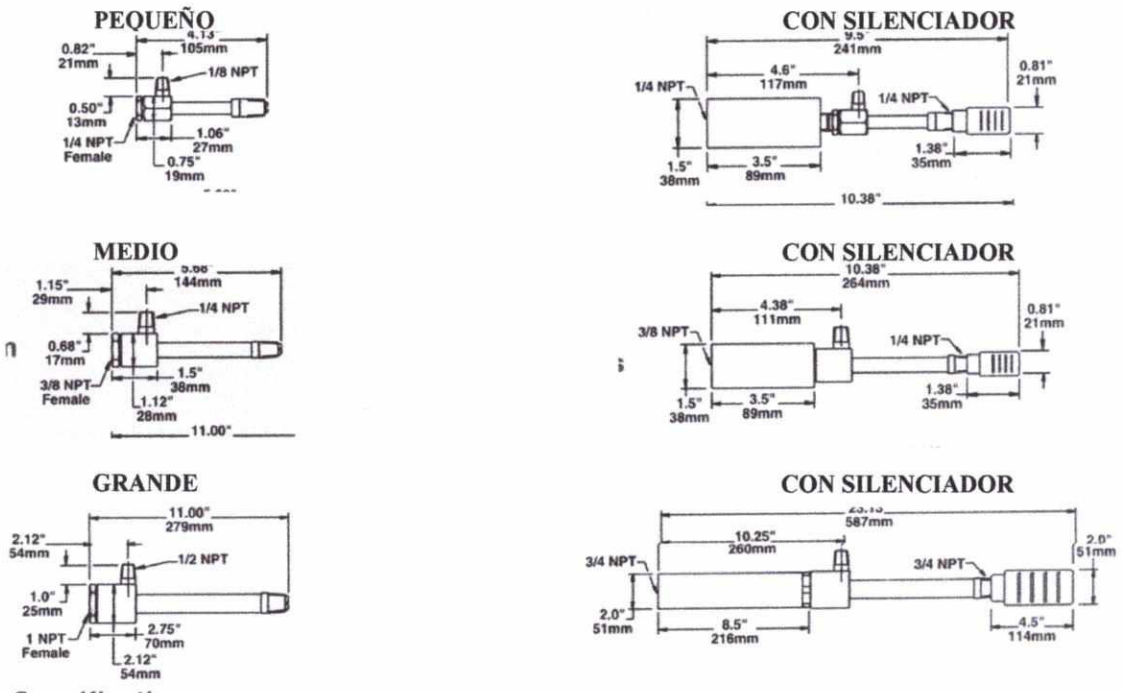 PEQUEÑO
4.13"
105mm
0.82"
21mm
1/8 NPT
0.50"
13mm
1/4 NPT
Female
1.06"
27mm
0.75"
19mm
CON SILENCIADOR
9.5"
241mm
4.6"
117mm
0.81"
21mm
1/4 NPT
1/4 NPT
1.5"
38mm
3.5"
89mm
1.38"
35mm
10.38"
MEDIO
5.68"
144mm
1.15"
29mm
1/4 NPT
0.68"
17mm
3/8 NPT
Female
1.5"
38mm
1.12"
28mm
11.00"
CON SILENCIADOR
10.38"
264mm
4.38"
111mm
0.81"
21mm
3/8 NPT
1/4 NPT
1.5"
38mm
3.5"
89mm
1.38"
35mm
GRANDE
11.00"
279mm
2.12"
54mm
1/2 NPT
1.0"
25mm
1 NPT
Female
2.75"
70mm
2.12"
54mm
CON SILENCIADOR
587mm
10.25"
260mm
2.0"
51mm
3/4 NPT
3/4 NPT
2.0"
51mm
8.5"
216mm
4.5"
114mm